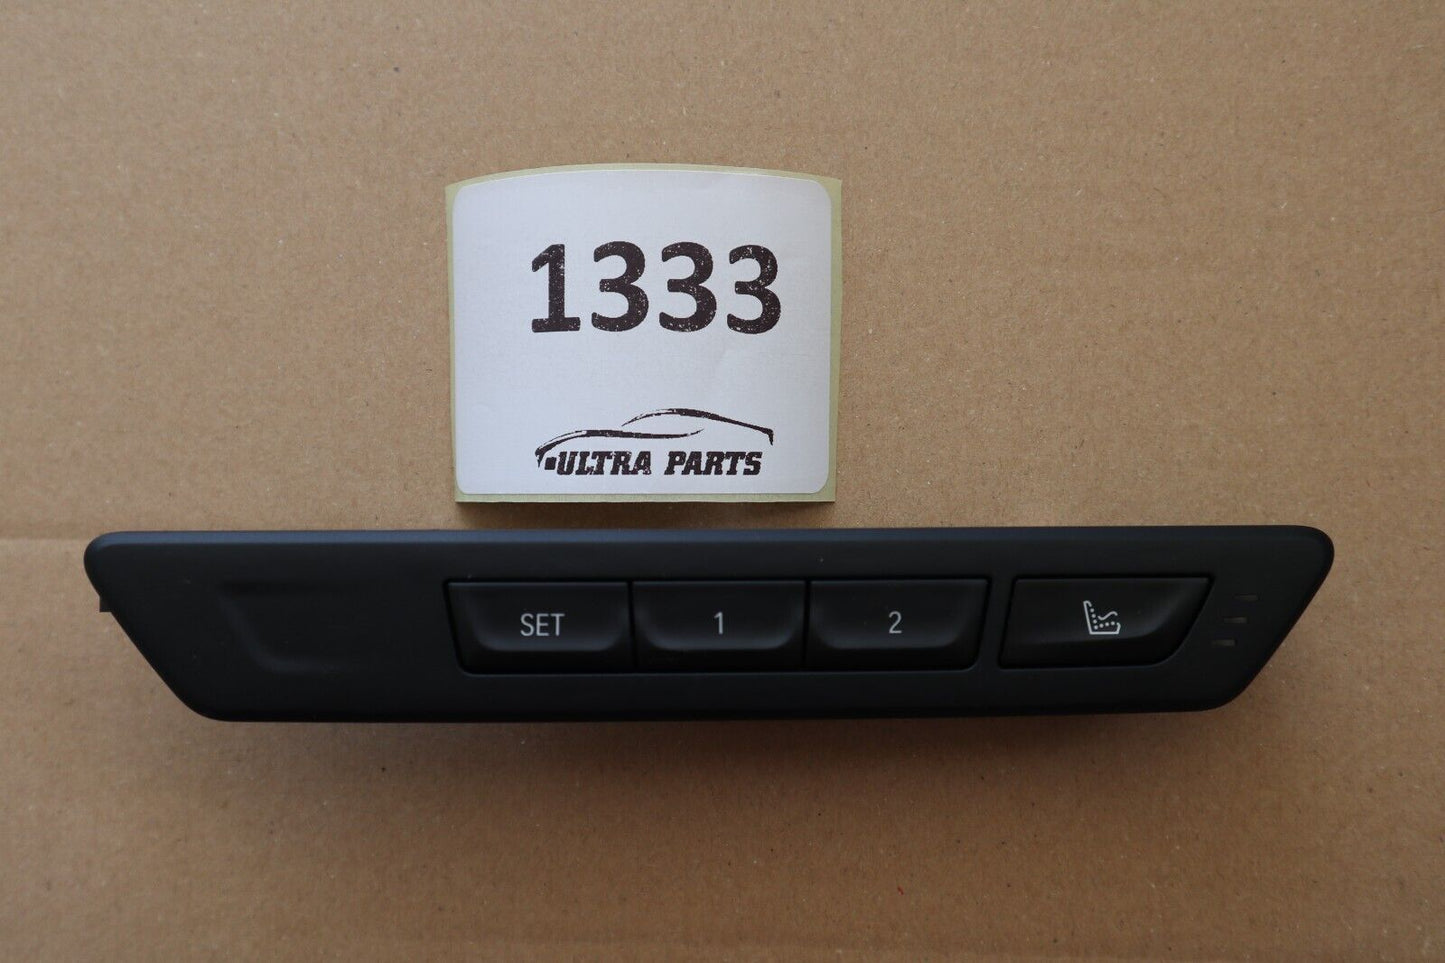 1333
ULTRA PARTS
SET 1 2